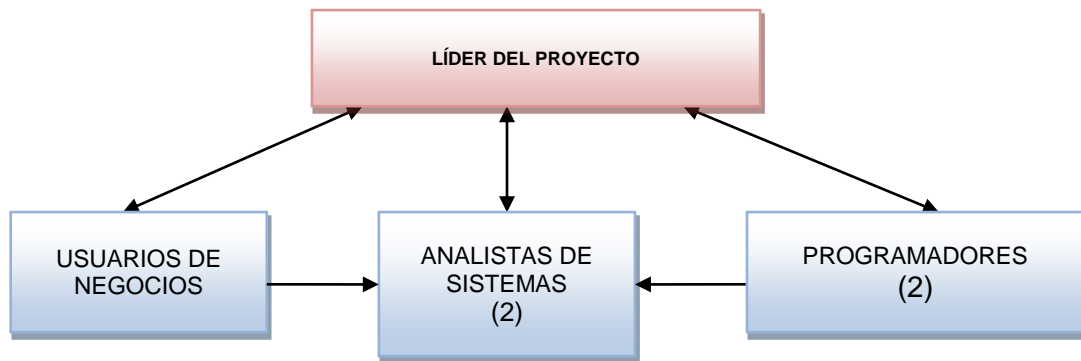 LÍDER DEL PROYECTO
USUARIOS DE
NEGOCIOS
ANALISTAS DE
SISTEMAS
(2)
PROGRAMADORES
(2)